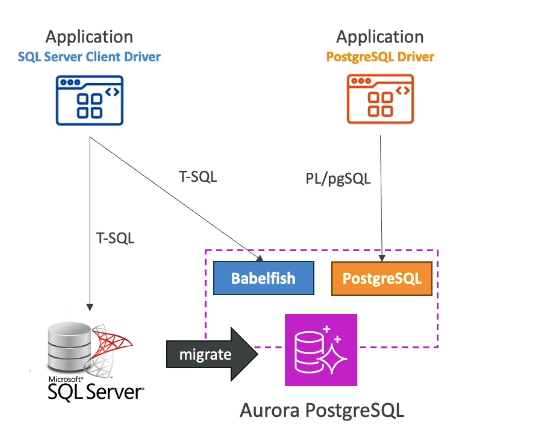 Application
SQL Server Client Driver
Application
PostgreSQL Driver
T-SQL
PL/pgSQL
T-SQL
Babelfish
PostgreSQL
migrate
Microsoft®
SQL Server®
Aurora PostgreSQL